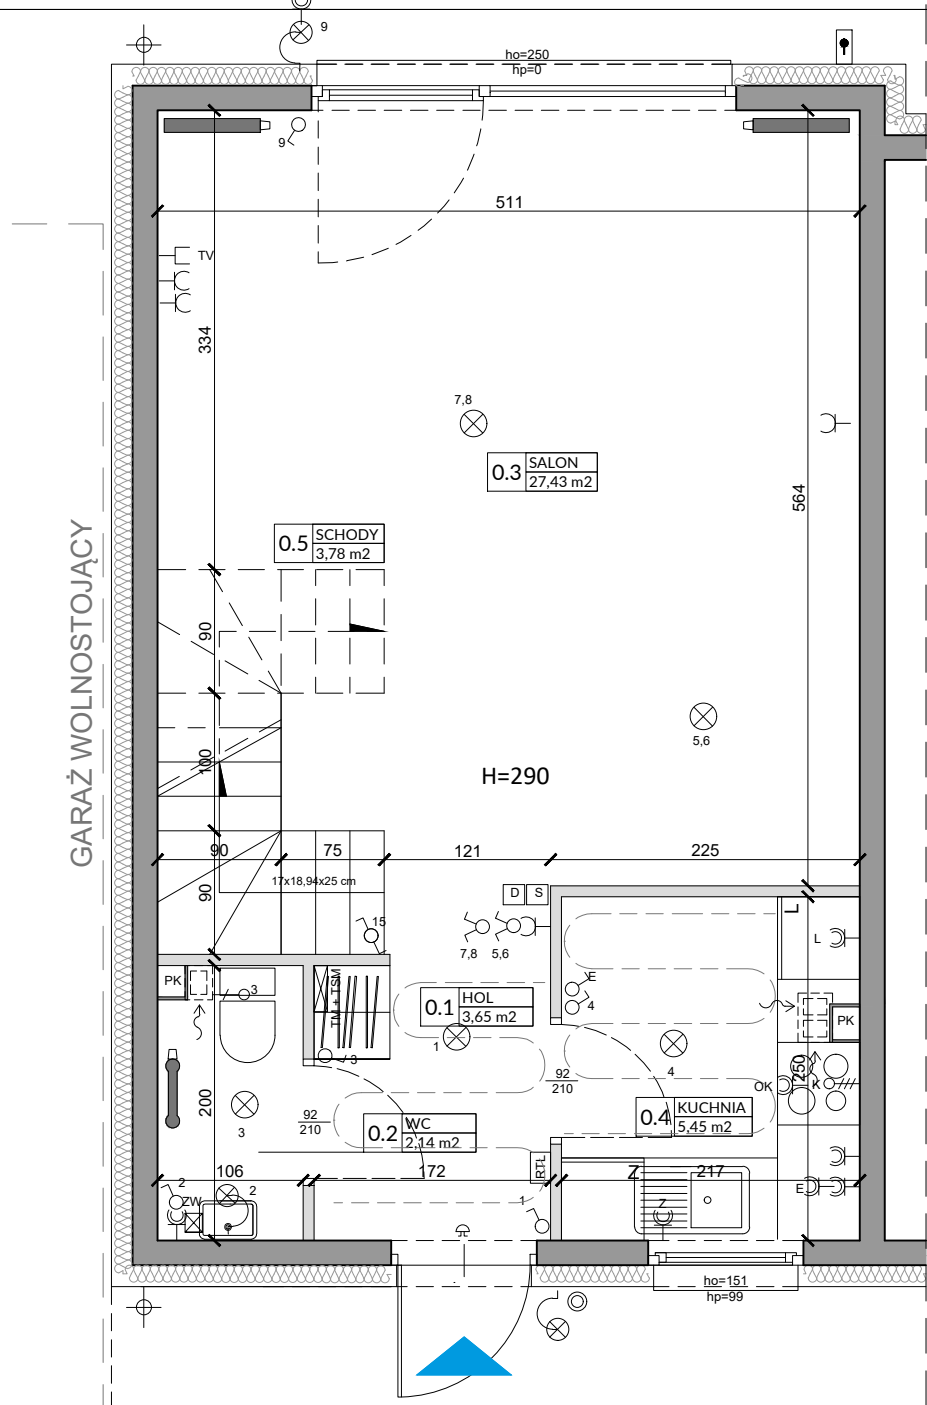 9
ho=250
hp=0
9
511
TV
334
7,8
0.3
SALON
27,43 m2
564
0.5
SCHODY
3,78 m2
GARAŻ WOLNOSTOJĄCY
90
5,6
H=290
100
90
75
121
225
17x18,94x25 cm
90
D
S
15
7,8
5,6
L
L
PK
3
TM + TSM
E
4
0.1
HOL
3,65 m2
1
PK
3
4
92
210
250
OK
K
200
3
92
210
0.2
WC
2,14 m2
0.4
KUCHNIA
5,45 m2
106
172
RTL
Z
217
2
2
ZW
1
Z
E
ho=151
hp=99